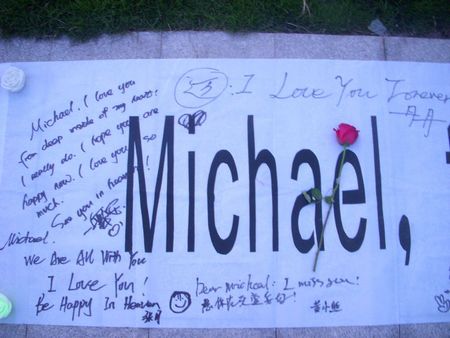 Michael. I love you
for deep inside of my heart!
I really do. I hope you are
happy now. I love you so
much.
See you in heaven!
: I Love You Forever
Michael,
Michael.
We Are All With You
I Love You!
Be Happy In Heaven
Dear Micheal: I miss you!